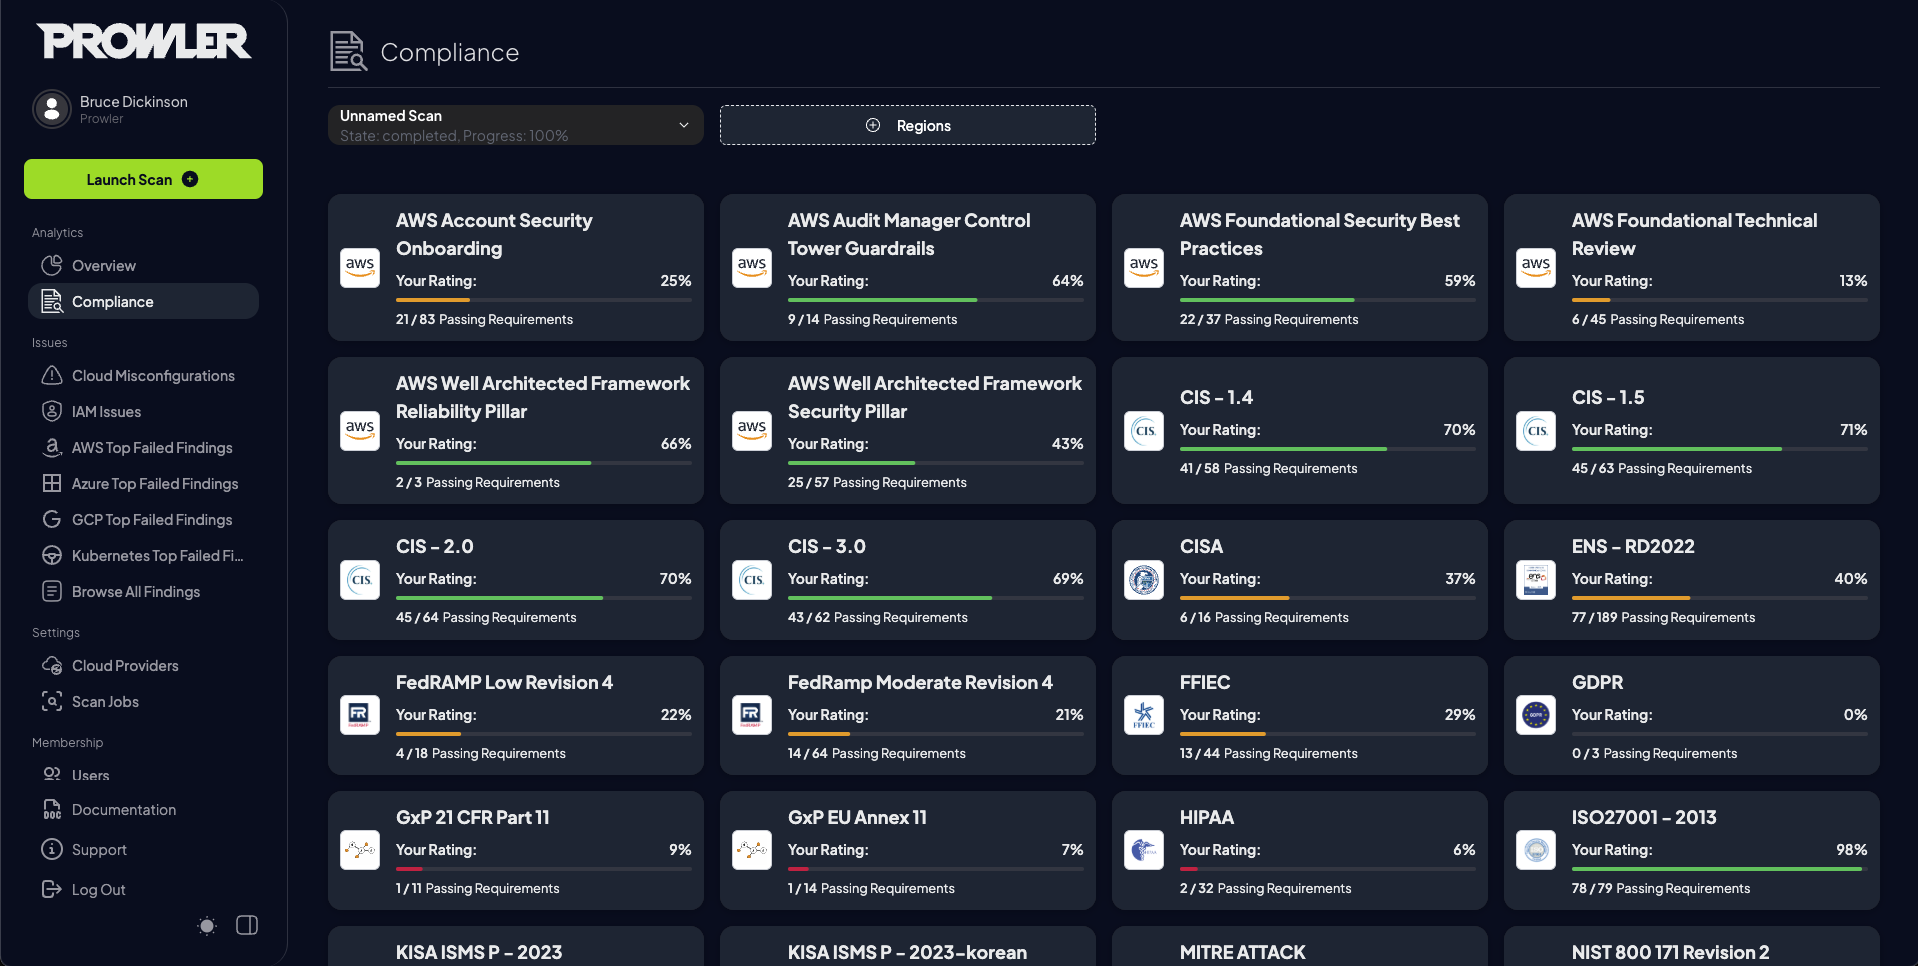 PROWLER
Bruce Dickinson
Prowler
Launch Scan
Analytics
Overview
Compliance
Issues
Cloud Misconfigurations
IAM Issues
AWS Top Failed Findings
Azure Top Failed Findings
GCP Top Failed Findings
Kubernetes Top Failed Fi...
Browse All Findings
Settings
Cloud Providers
Scan Jobs
Membership
Users
DOC
Documentation
Support
Log Out
Compliance
Unnamed Scan
State: completed, Progress: 100%
Regions
aws
AWS Account Security
Onboarding
Your Rating: 25%
21 / 83 Passing Requirements
aws
AWS Audit Manager Control
Tower Guardrails
Your Rating: 64%
9 / 14 Passing Requirements
aws
AWS Foundational Security Best
Practices
Your Rating: 59%
22 / 37 Passing Requirements
aws
AWS Foundational Technical
Review
Your Rating: 13%
6 / 45 Passing Requirements
aws
AWS Well Architected Framework
Reliability Pillar
Your Rating: 66%
2 / 3 Passing Requirements
aws
AWS Well Architected Framework
Security Pillar
Your Rating: 43%
25 / 57 Passing Requirements
CIS.
CIS - 1.4
Your Rating: 70%
41 / 58 Passing Requirements
CIS.
CIS - 1.5
Your Rating: 71%
45 / 63 Passing Requirements
CIS.
CIS - 2.0
Your Rating: 70%
45 / 64 Passing Requirements
CIS.
CIS - 3.0
Your Rating: 69%
43 / 62 Passing Requirements
CISA
Your Rating: 37%
6 / 16 Passing Requirements
ens
ENS - RD2022
Your Rating: 40%
77 / 189 Passing Requirements
FR
FedRAMP Low Revision 4
Your Rating: 22%
4 / 18 Passing Requirements
FR
FedRamp Moderate Revision 4
Your Rating: 21%
14 / 64 Passing Requirements
FFIEC
FFIEC
Your Rating: 29%
13 / 44 Passing Requirements
GDPR
GDPR
Your Rating: 0%
0 / 3 Passing Requirements
GxP 21 CFR Part 11
Your Rating: 9%
1 / 11 Passing Requirements
GxP EU Annex 11
Your Rating: 7%
1 / 14 Passing Requirements
HIPAA
Your Rating: 6%
2 / 32 Passing Requirements
ISO27001 - 2013
Your Rating: 98%
78 / 79 Passing Requirements
KISA ISMS P - 2023
KISA ISMS P - 2023-korean
MITRE ATTACK
NIST 800 171 Revision 2